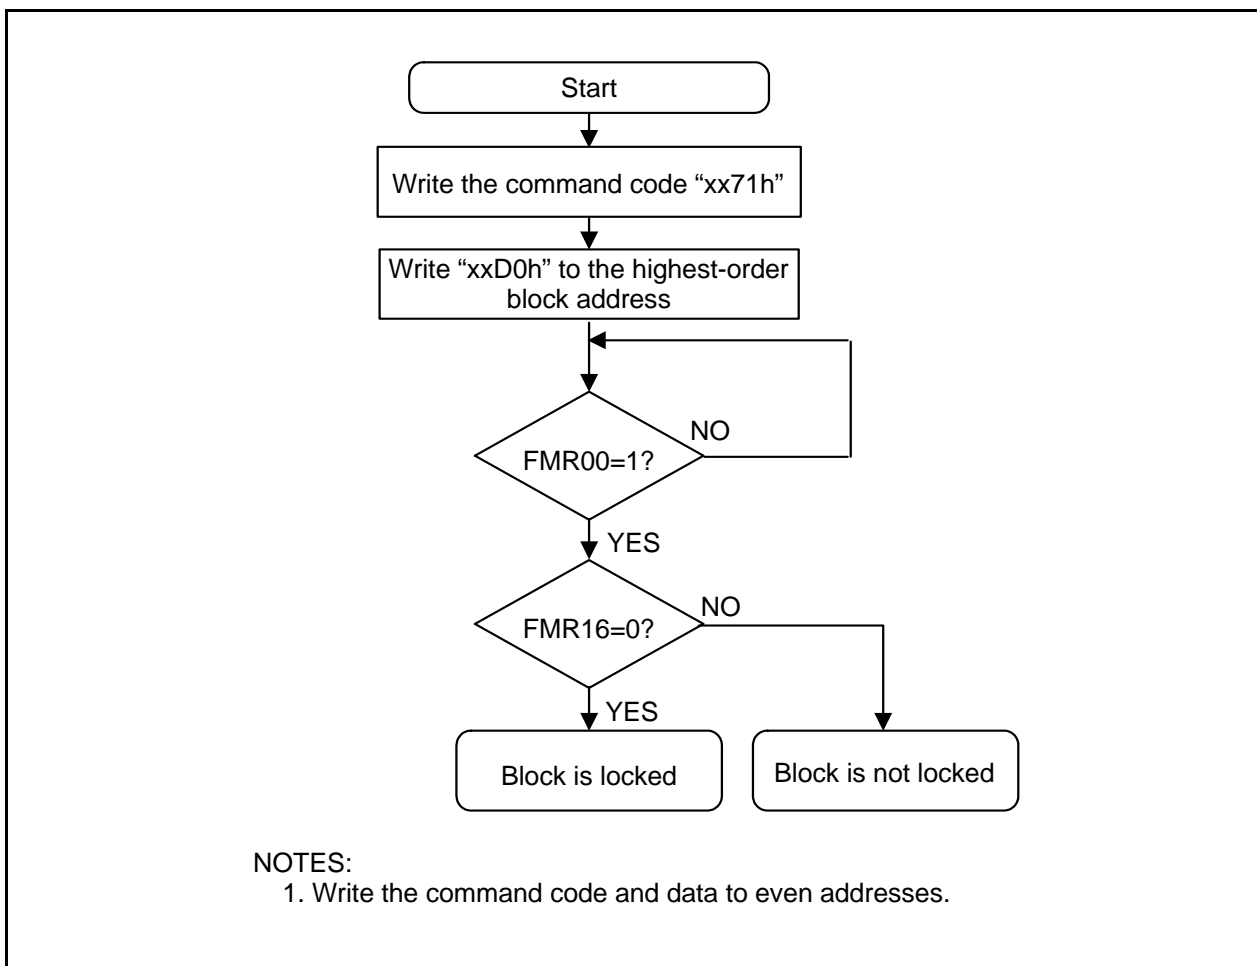 Start
Write the command code “xx71h”
Write “xxD0h” to the highest-order
block address
NO
FMR00=1?
YES
NO
FMR16=0?
YES
Block is locked
Block is not locked
NOTES:
1. Write the command code and data to even addresses.